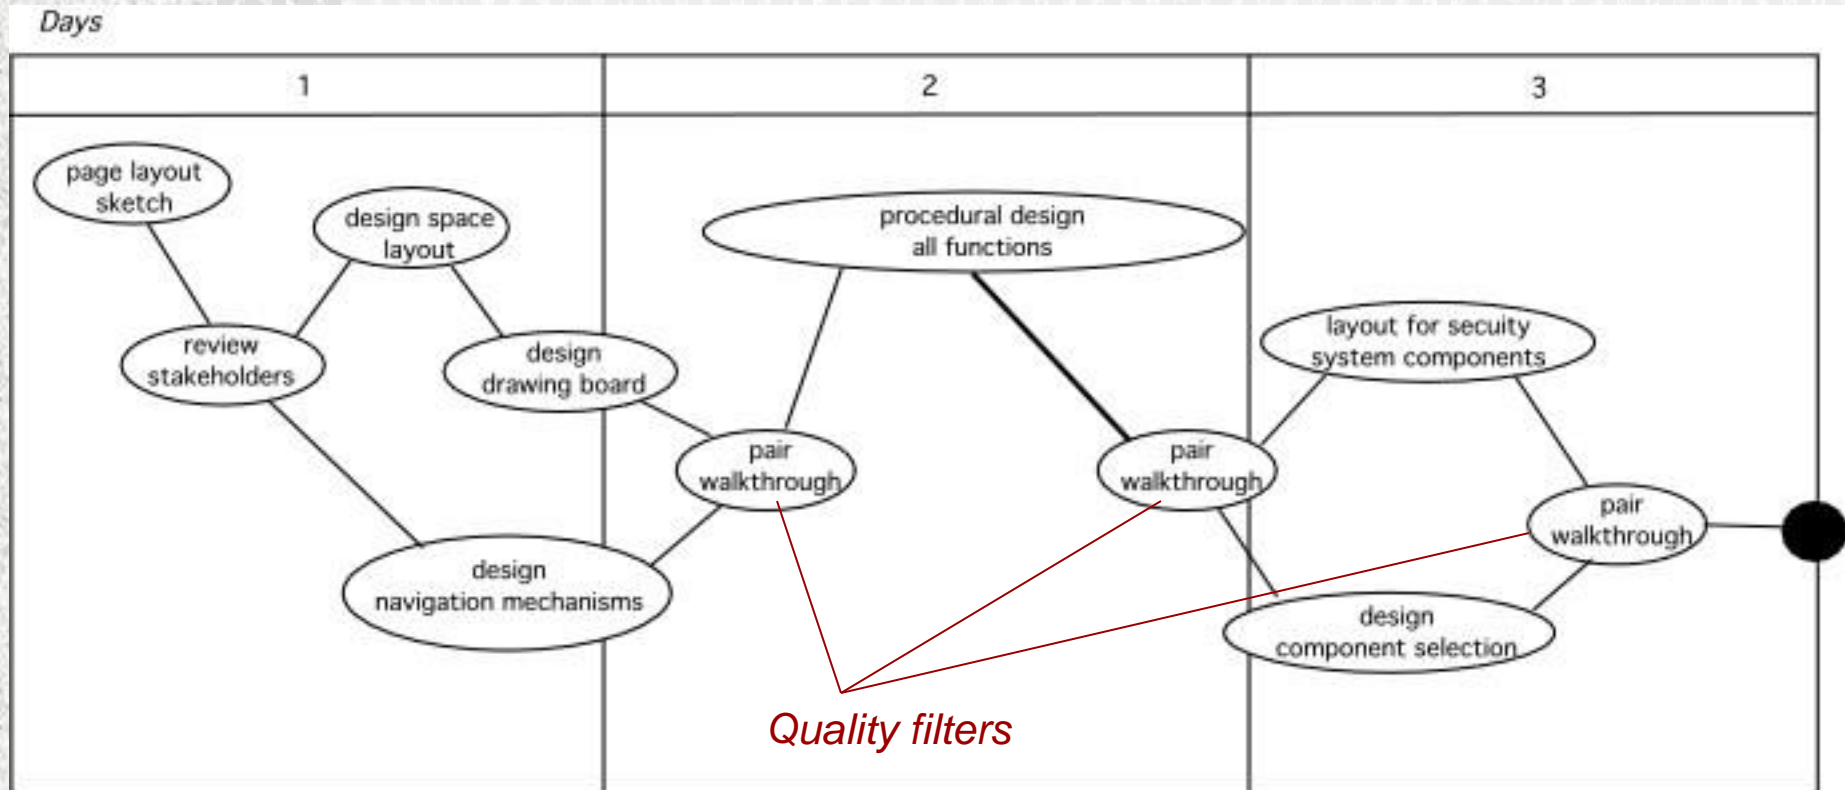 Days
1
2
3
page layout
sketch
design space
layout
review
stakeholders
design
drawing board
design
navigation mechanisms
procedural design
all functions
pair
walkthrough
pair
walkthrough
layout for secuity
system components
pair
walkthrough
design
component selection
Quality filters